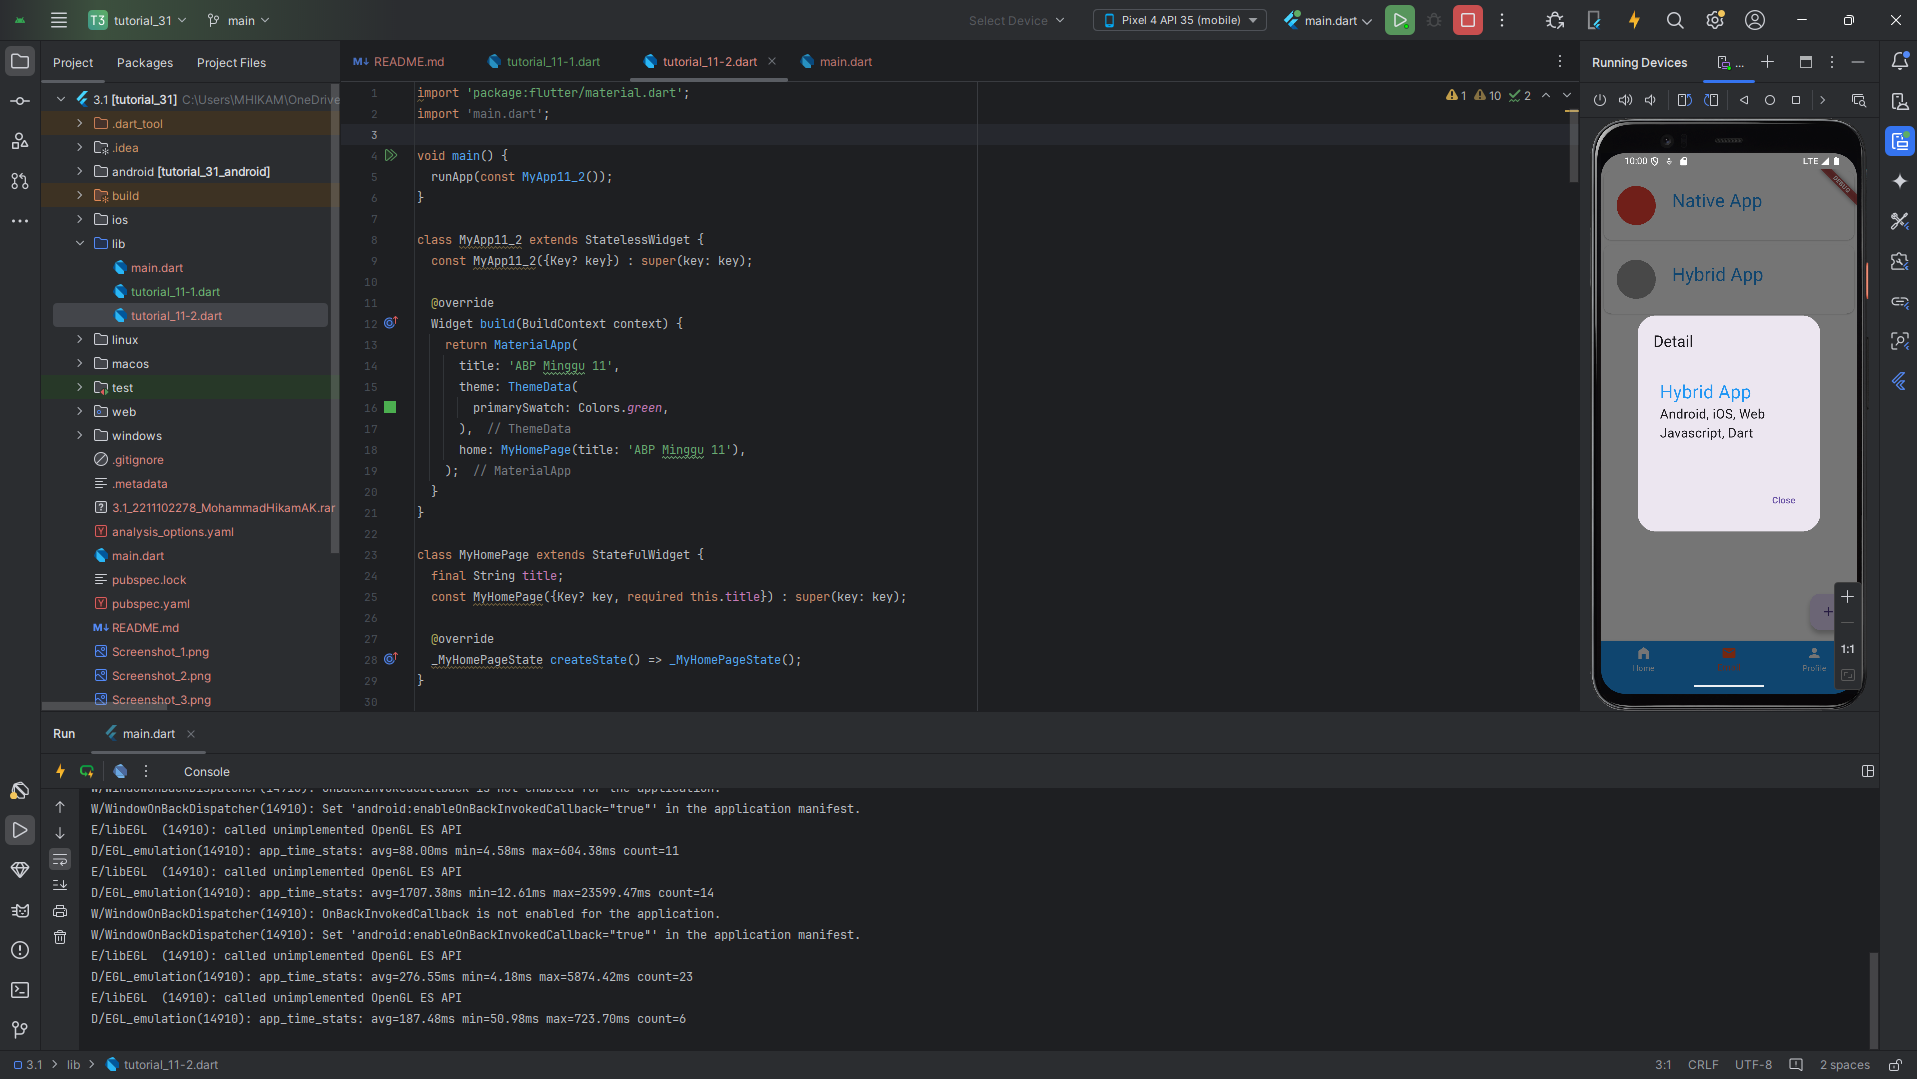 T3 tutorial_31 main Select Device Pixel 4 API 35 (mobile) main.dart
Project Packages Project Files
3.1 [tutorial_31] C:\Users\MHIKAM\OneDrive
.dart_tool
.idea
android [tutorial_31_android]
build
ios
lib
main.dart
tutorial_11-1.dart
tutorial_11-2.dart
linux
macos
test
web
windows
.gitignore
.metadata
3.1_2211102278_MohammadHikamAK.rar
analysis_options.yaml
main.dart
pubspec.lock
pubspec.yaml
README.md
Screenshot_1.png
Screenshot_2.png
Screenshot_3.png
README.md tutorial_11-1.dart tutorial_11-2.dart main.dart
1 10 2
1 import 'package:flutter/material.dart';
2 import 'main.dart';
3
4 void main() {
5 runApp(const MyApp11_2());
6 }
7
8 class MyApp11_2 extends StatelessWidget {
9 const MyApp11_2({Key? key}) : super(key: key);
10
11 @override
12 Widget build(BuildContext context) {
13 return MaterialApp(
14 title: 'ABP Minggu 11',
15 theme: ThemeData(
16 primarySwatch: Colors.green,
17 ), // ThemeData
18 home: MyHomePage(title: 'ABP Minggu 11'),
19 ); // MaterialApp
20 }
21 }
22
23 class MyHomePage extends StatefulWidget {
24 final String title;
25 const MyHomePage({Key? key, required this.title}) : super(key: key);
26
27 @override
28 _MyHomePageState createState() => _MyHomePageState();
29 }
30
Running Devices ...
10:00 LTE
DEBUG
Native App
Hybrid App
Detail
Hybrid App
Android, iOS, Web
Javascript, Dart
Close
+
Home
Profile
1:1
Run main.dart
Console
W/WindowOnBackDispatcher(14910): OnBackInvokedCallback is not enabled for the application.
W/WindowOnBackDispatcher(14910): Set 'android:enableOnBackInvokedCallback="true"' in the application manifest.
E/libEGL (14910): called unimplemented OpenGL ES API
D/EGL_emulation(14910): app_time_stats: avg=88.00ms min=4.58ms max=604.38ms count=11
E/libEGL (14910): called unimplemented OpenGL ES API
D/EGL_emulation(14910): app_time_stats: avg=1707.38ms min=12.61ms max=23599.47ms count=14
W/WindowOnBackDispatcher(14910): OnBackInvokedCallback is not enabled for the application.
W/WindowOnBackDispatcher(14910): Set 'android:enableOnBackInvokedCallback="true"' in the application manifest.
E/libEGL (14910): called unimplemented OpenGL ES API
D/EGL_emulation(14910): app_time_stats: avg=276.55ms min=4.18ms max=5874.42ms count=23
E/libEGL (14910): called unimplemented OpenGL ES API
D/EGL_emulation(14910): app_time_stats: avg=187.48ms min=50.98ms max=723.70ms count=6
3.1 > lib > tutorial_11-2.dart
3:1 CRLF UTF-8 2 spaces